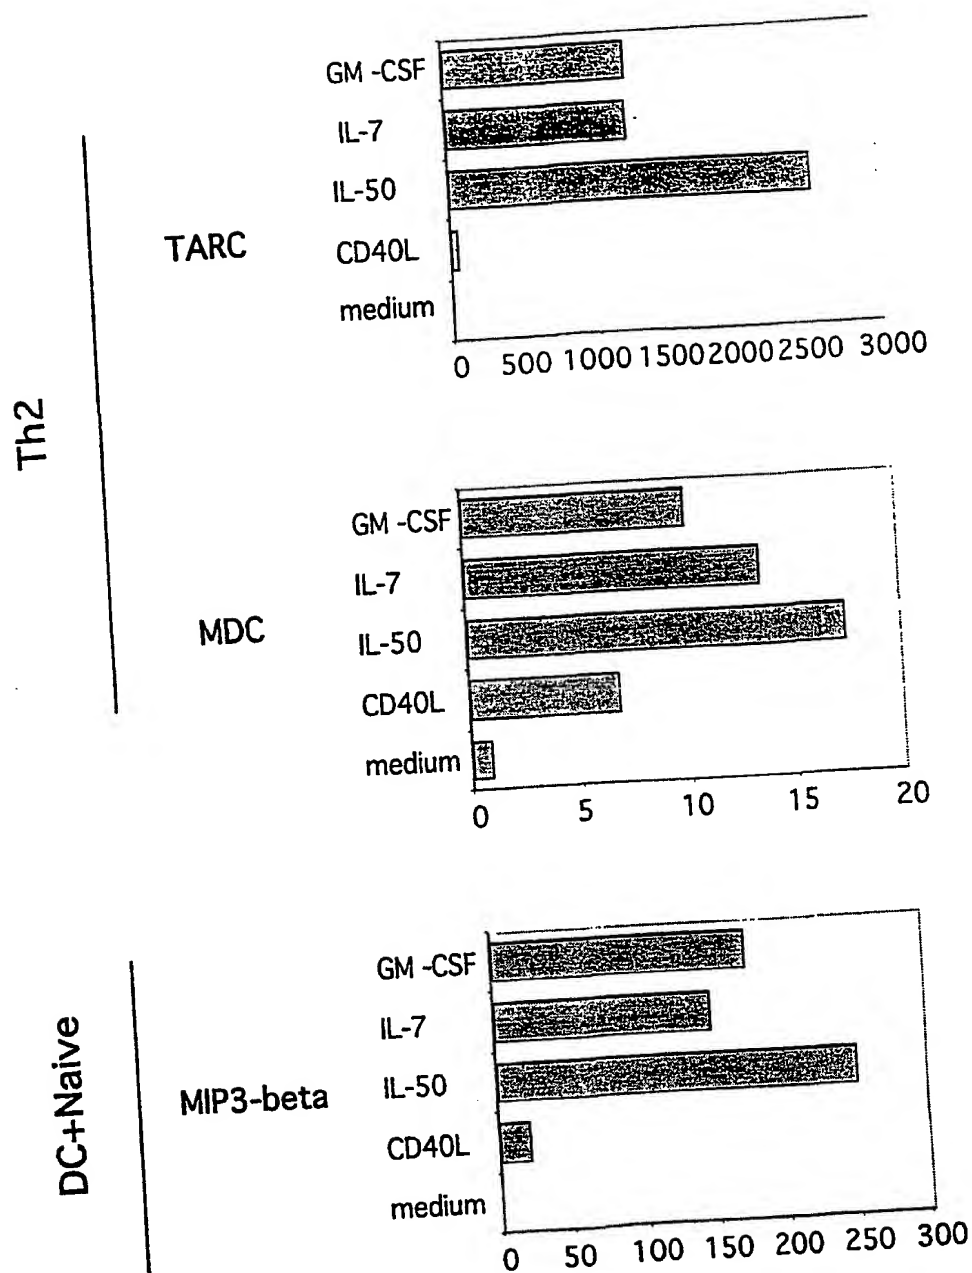 Th2
TARC
GM -CSF
IL-7
IL-50
CD40L
medium
0 500 1000 1500 2000 2500 3000
MDC
GM -CSF
IL-7
IL-50
CD40L
medium
0 5 10 15 20
DC+Naive
MIP3-beta
GM -CSF
IL-7
IL-50
CD40L
medium
0 50 100 150 200 250 300